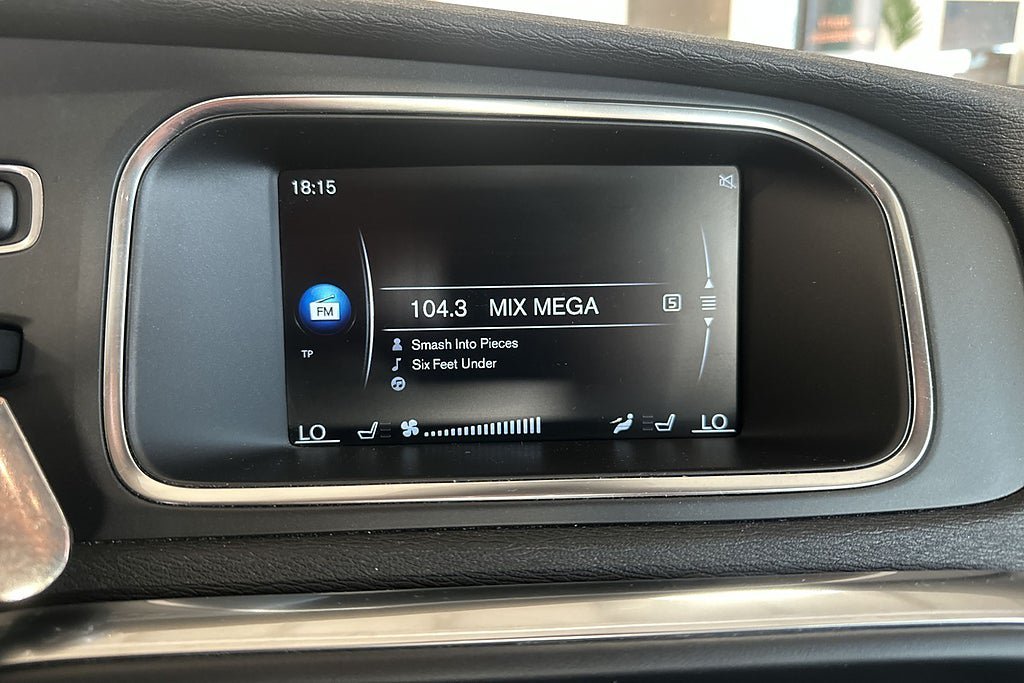 18:15
104.3 MIX MEGA 5
FM
Smash Into Pieces
TP
Six Feet Under
LO LO